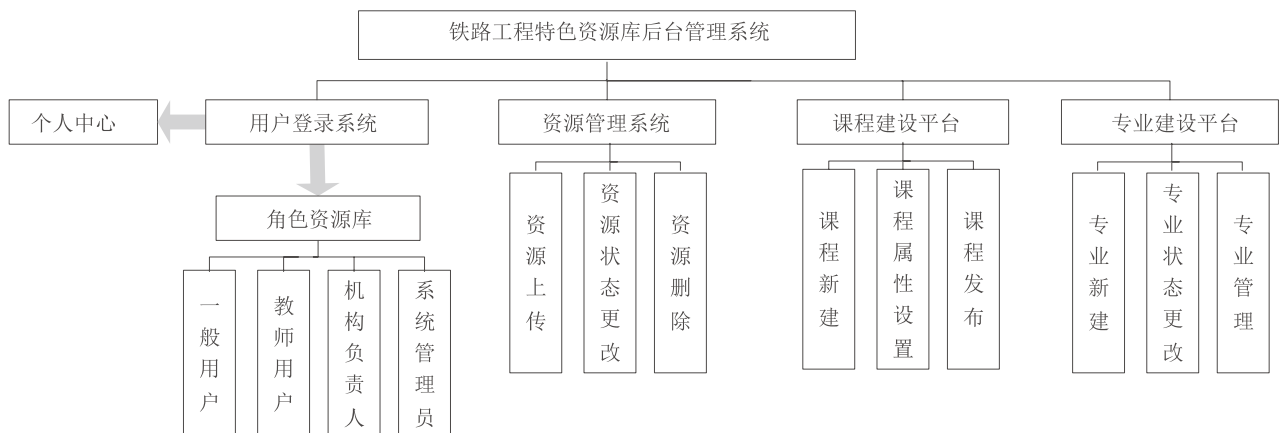 铁路工程特色资源库后台管理系统
个人中心
用户登录系统
资源管理系统
课程建设平台
专业建设平台
角色资源库
一般用户
教师用户
机构负责人
系统管理员
资源上传
资源状态更改
资源删除
课程新建
课程属性设置
课程发布
专业新建
专业状态更改
专业管理